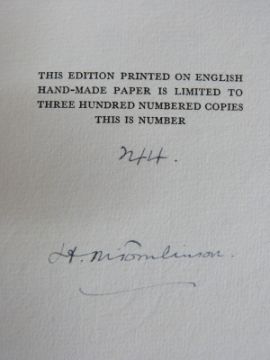 THIS EDITION PRINTED ON ENGLISH
HAND-MADE PAPER IS LIMITED TO
THREE HUNDRED NUMBERED COPIES
THIS IS NUMBER
244.
H. M. Tomlinson.